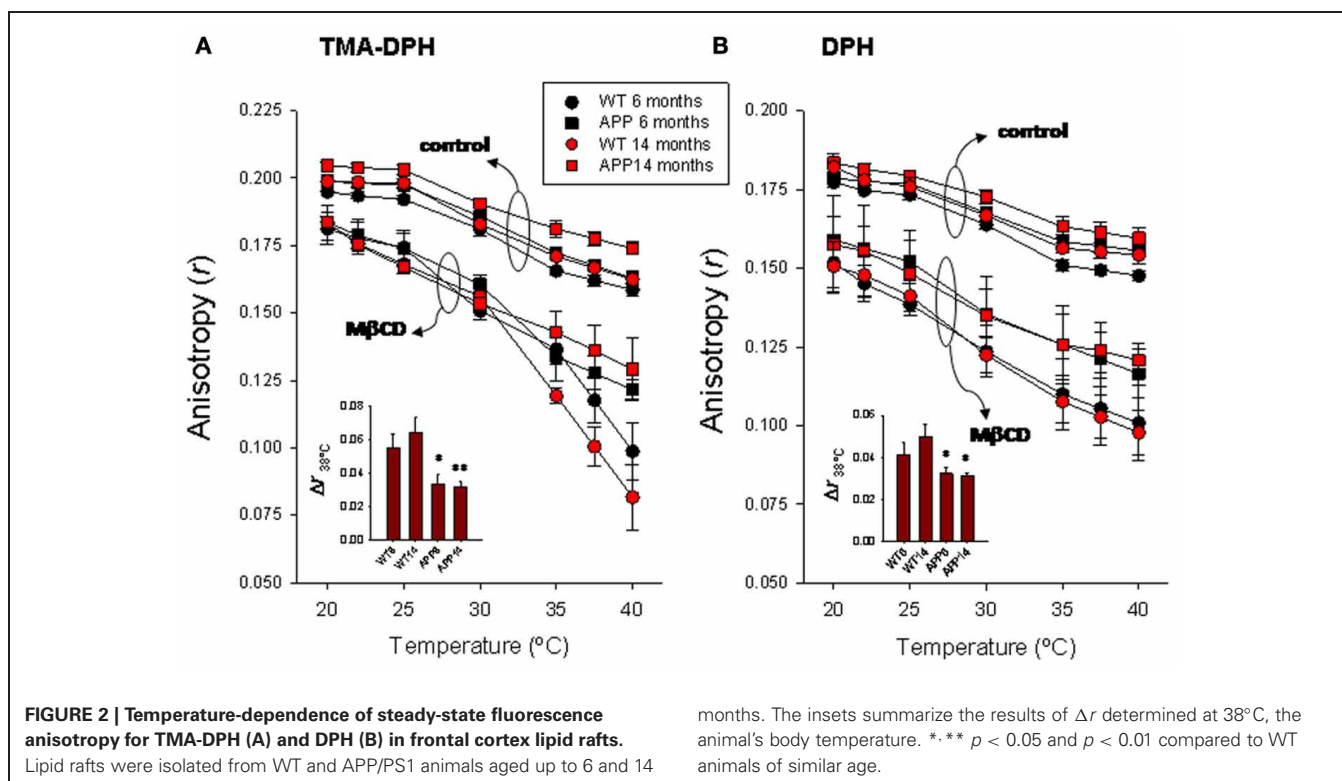 A
TMA-DPH
B
DPH
WT 6 months
APP 6 months
WT 14 months
APP14 months
0.225
0.200
0.175
0.150
0.125
0.100
0.075
0.050
Anisotropy (r)
control
MβCD
0.08
0.06
0.04
0.02
0.00
Δr 38°C
*
**
WT6
WT14
APP6
APP14
20 25 30 35 40
Temperature (ºC)
0.200
0.175
0.150
0.125
0.100
0.075
0.050
Anisotropy (r)
control
MβCD
0.06
0.04
0.02
0.00
Δr 38°C
*
*
WT6
WT14
APP6
APP14
20 25 30 35 40
Temperature (ºC)
FIGURE 2 | Temperature-dependence of steady-state fluorescence
anisotropy for TMA-DPH (A) and DPH (B) in frontal cortex lipid rafts.
Lipid rafts were isolated from WT and APP/PS1 animals aged up to 6 and 14
months. The insets summarize the results of Δr determined at 38°C, the
animal's body temperature. *,** p < 0.05 and p < 0.01 compared to WT
animals of similar age.